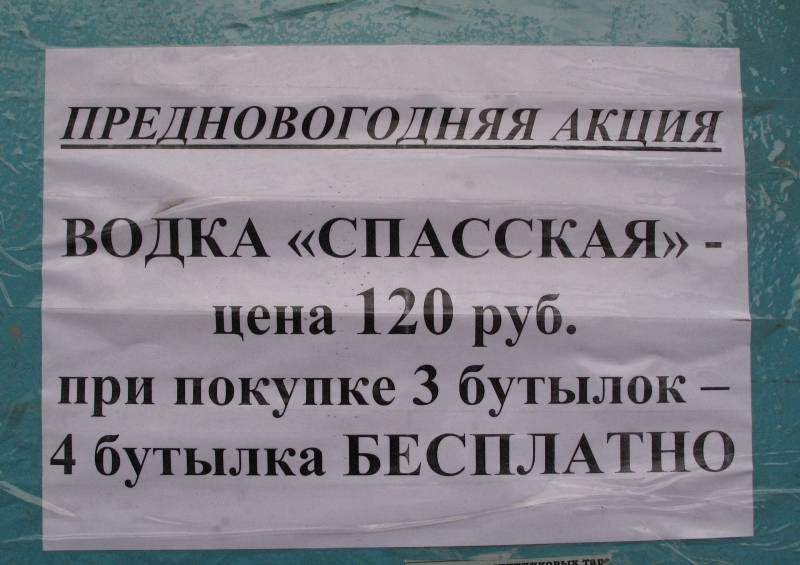 ПРЕДНОВОГОДНЯЯ АКЦИЯ
ВОДКА «СПАССКАЯ» -
цена 120 руб.
при покупке 3 бутылок –
4 бутылка БЕСПЛАТНО